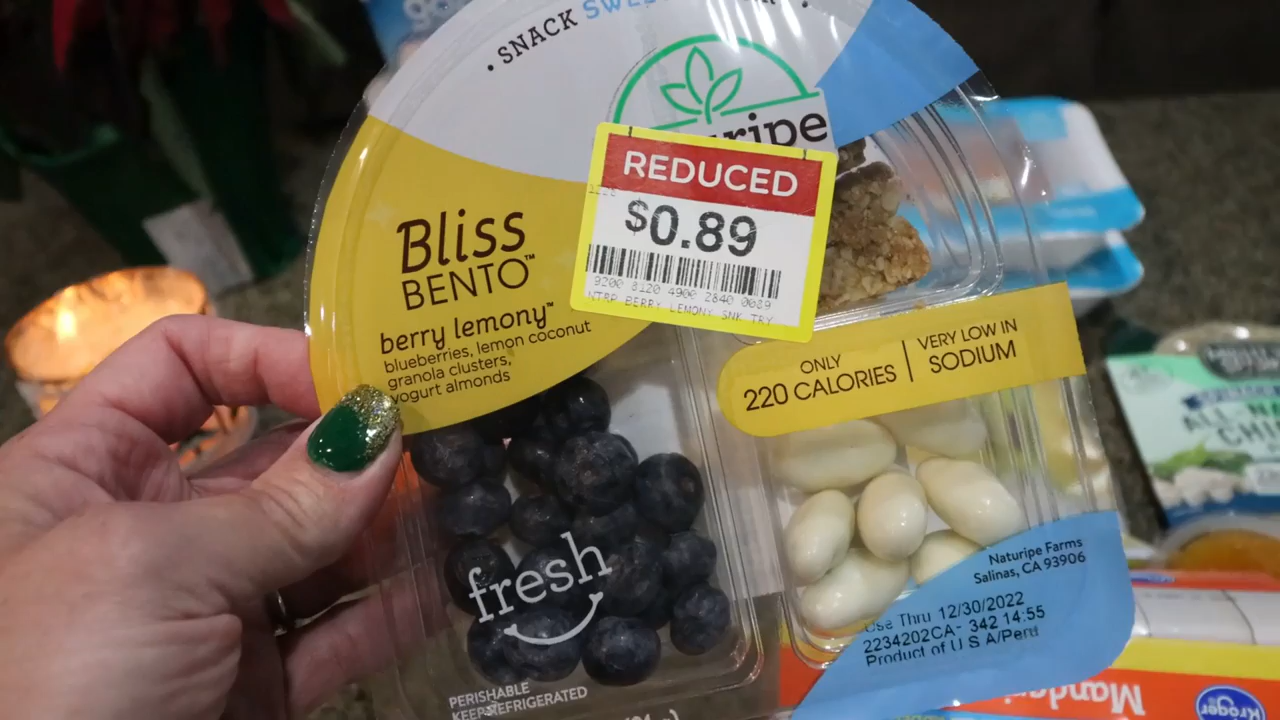 • SNACK
REDUCED
$0.89
9200 8120 4900 2840 0089
NTRP BERRY LEMONY SNK TRY
Bliss
BENTO™
berry lemony™
blueberries, lemon coconut
granola clusters,
yogurt almonds
ONLY
220 CALORIES
VERY LOW IN
SODIUM
fresh
Naturipe Farms
Salinas, CA 93906
Use Thru 12/30/2022
2234202CA- 342 14:55
Product of U S A/Peru
PERISHABLE
KEEP REFRIGERATED
Kroger